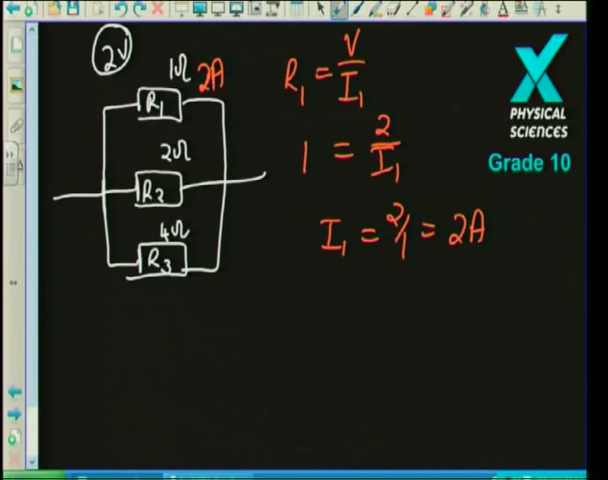 2V
1Ω 2A
R1
2Ω
R2
4Ω
R3
R1 = V/I1
1 = 2/I1
I1 = 2/1 = 2A
X
PHYSICAL
SCIENCES
Grade 10